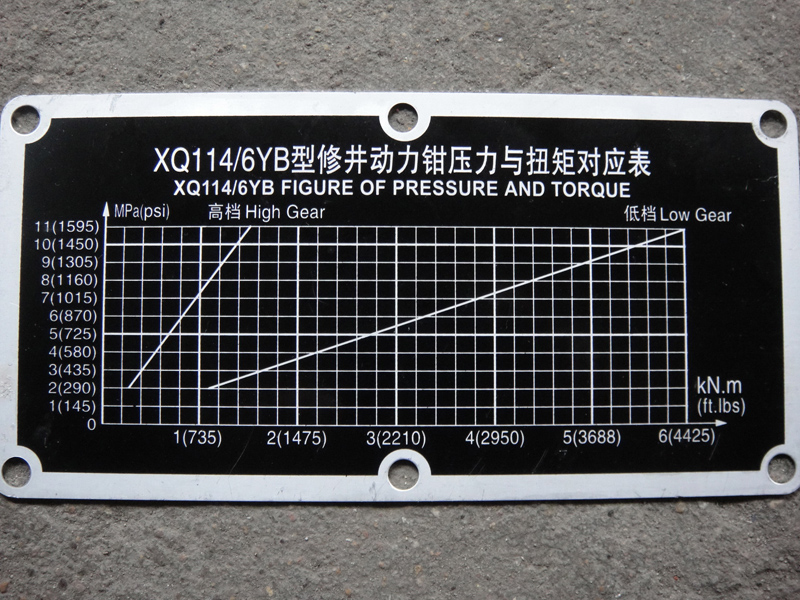 XQ114/6YB型修井动力钳压力与扭矩对应表
XQ114/6YB FIGURE OF PRESSURE AND TORQUE
MPa(psi) 高档 High Gear 低档 Low Gear
11(1595)
10(1450)
9(1305)
8(1160)
7(1015)
6(870)
5(725)
4(580)
3(435)
2(290)
1(145)
0
kN.m
(ft.lbs)
1(735) 2(1475) 3(2210) 4(2950) 5(3688) 6(4425)